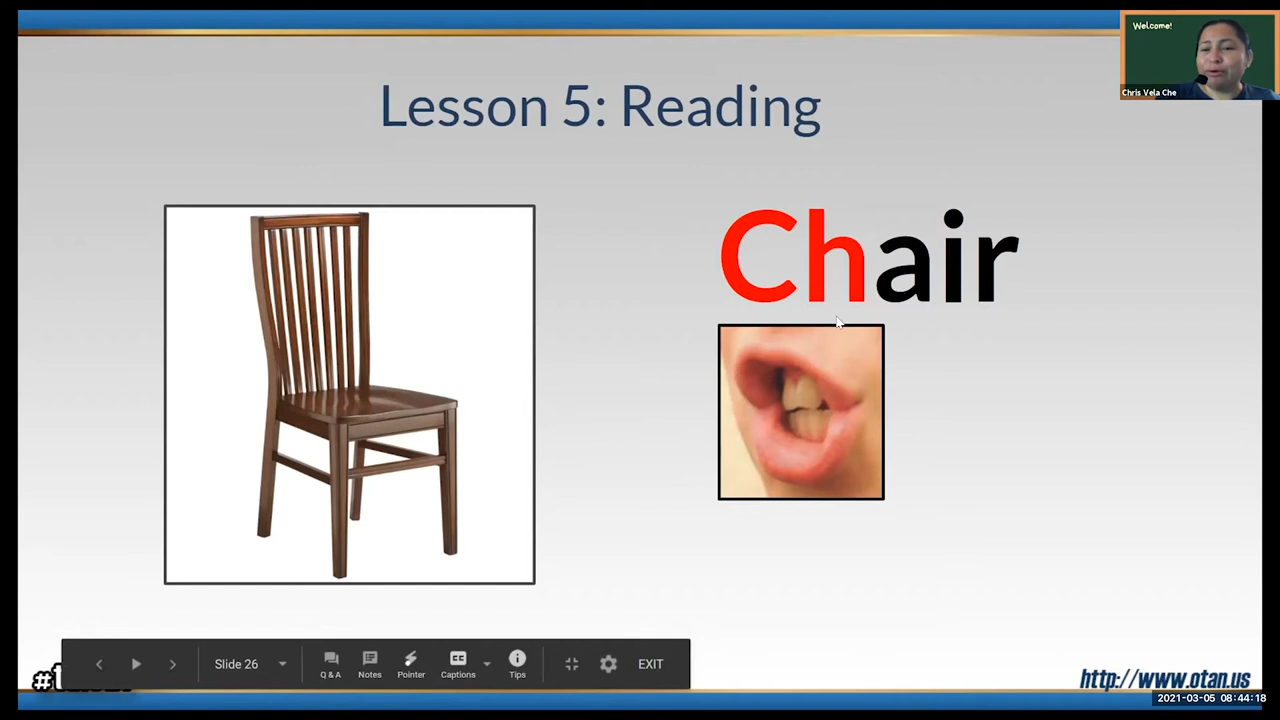 Welcome!
Chris Vela Che
Lesson 5: Reading
Chair
Slide 26
Q & A
Notes
Pointer
Captions
Tips
EXIT
http://www.otan.us
2021-03-05 08:44:18